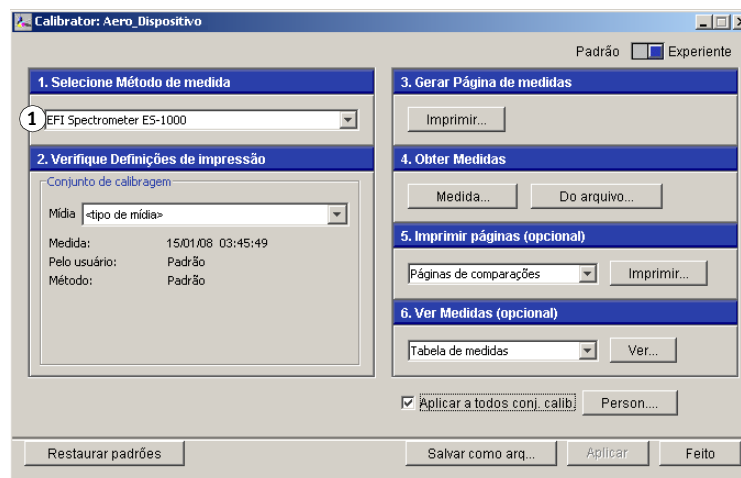 Calibrator: Aero_Dispositivo
Padrão Experiente
1. Selecione Método de medida
1
EFI Spectrometer ES-1000
2. Verifique Definições de impressão
Conjunto de calibragem
Mídia <tipo de mídia>
Medida: 15/01/08 03:45:49
Pelo usuário: Padrão
Método: Padrão
3. Gerar Página de medidas
Imprimir...
4. Obter Medidas
Medida... Do arquivo...
5. Imprimir páginas (opcional)
Páginas de comparações Imprimir...
6. Ver Medidas (opcional)
Tabela de medidas Ver...
Aplicar a todos conj. calib. Person....
Restaurar padrões Salvar como arq... Aplicar Feito